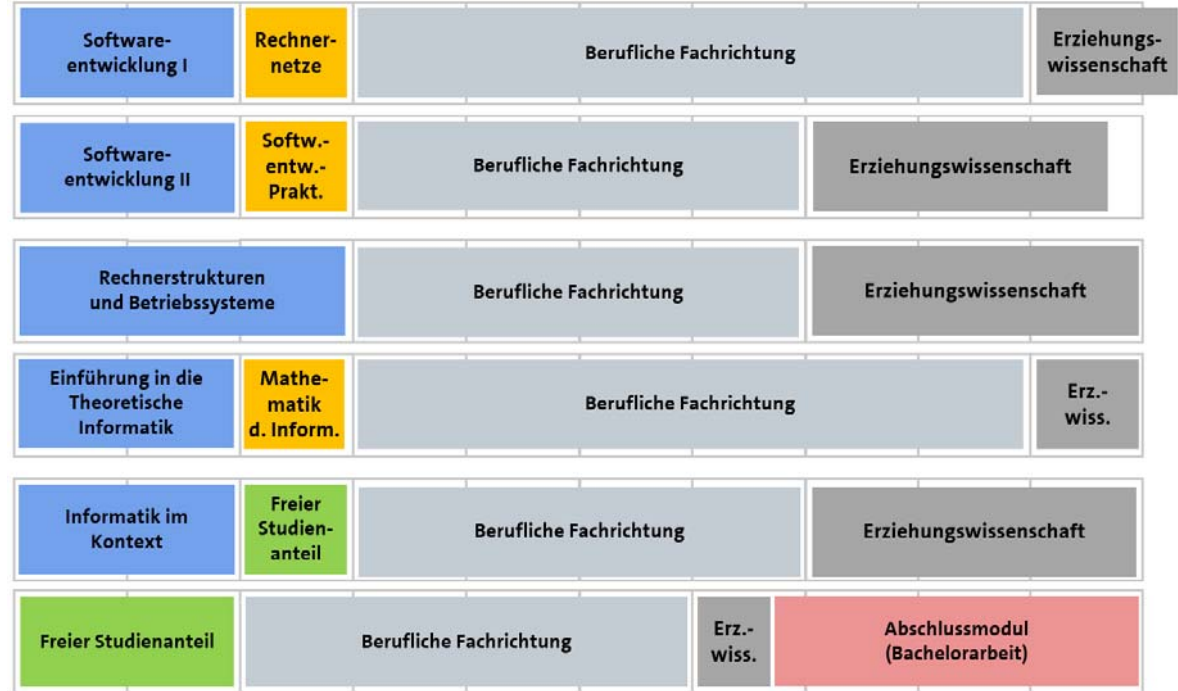 Software-
entwicklung I
Rechner-
netze
Berufliche Fachrichtung
Erziehungs-
wissenschaft
Software-
entwicklung II
Softw.-
entw.-
Prakt.
Berufliche Fachrichtung
Erziehungswissenschaft
Rechnerstrukturen
und Betriebssysteme
Berufliche Fachrichtung
Erziehungswissenschaft
Einführung in die
Theoretische
Informatik
Mathe-
matik
d. Inform.
Berufliche Fachrichtung
Erz.-
wiss.
Informatik im
Kontext
Freier
Studien-
anteil
Berufliche Fachrichtung
Erziehungswissenschaft
Freier Studienanteil
Berufliche Fachrichtung
Erz.-
wiss.
Abschlussmodul
(Bachelorarbeit)